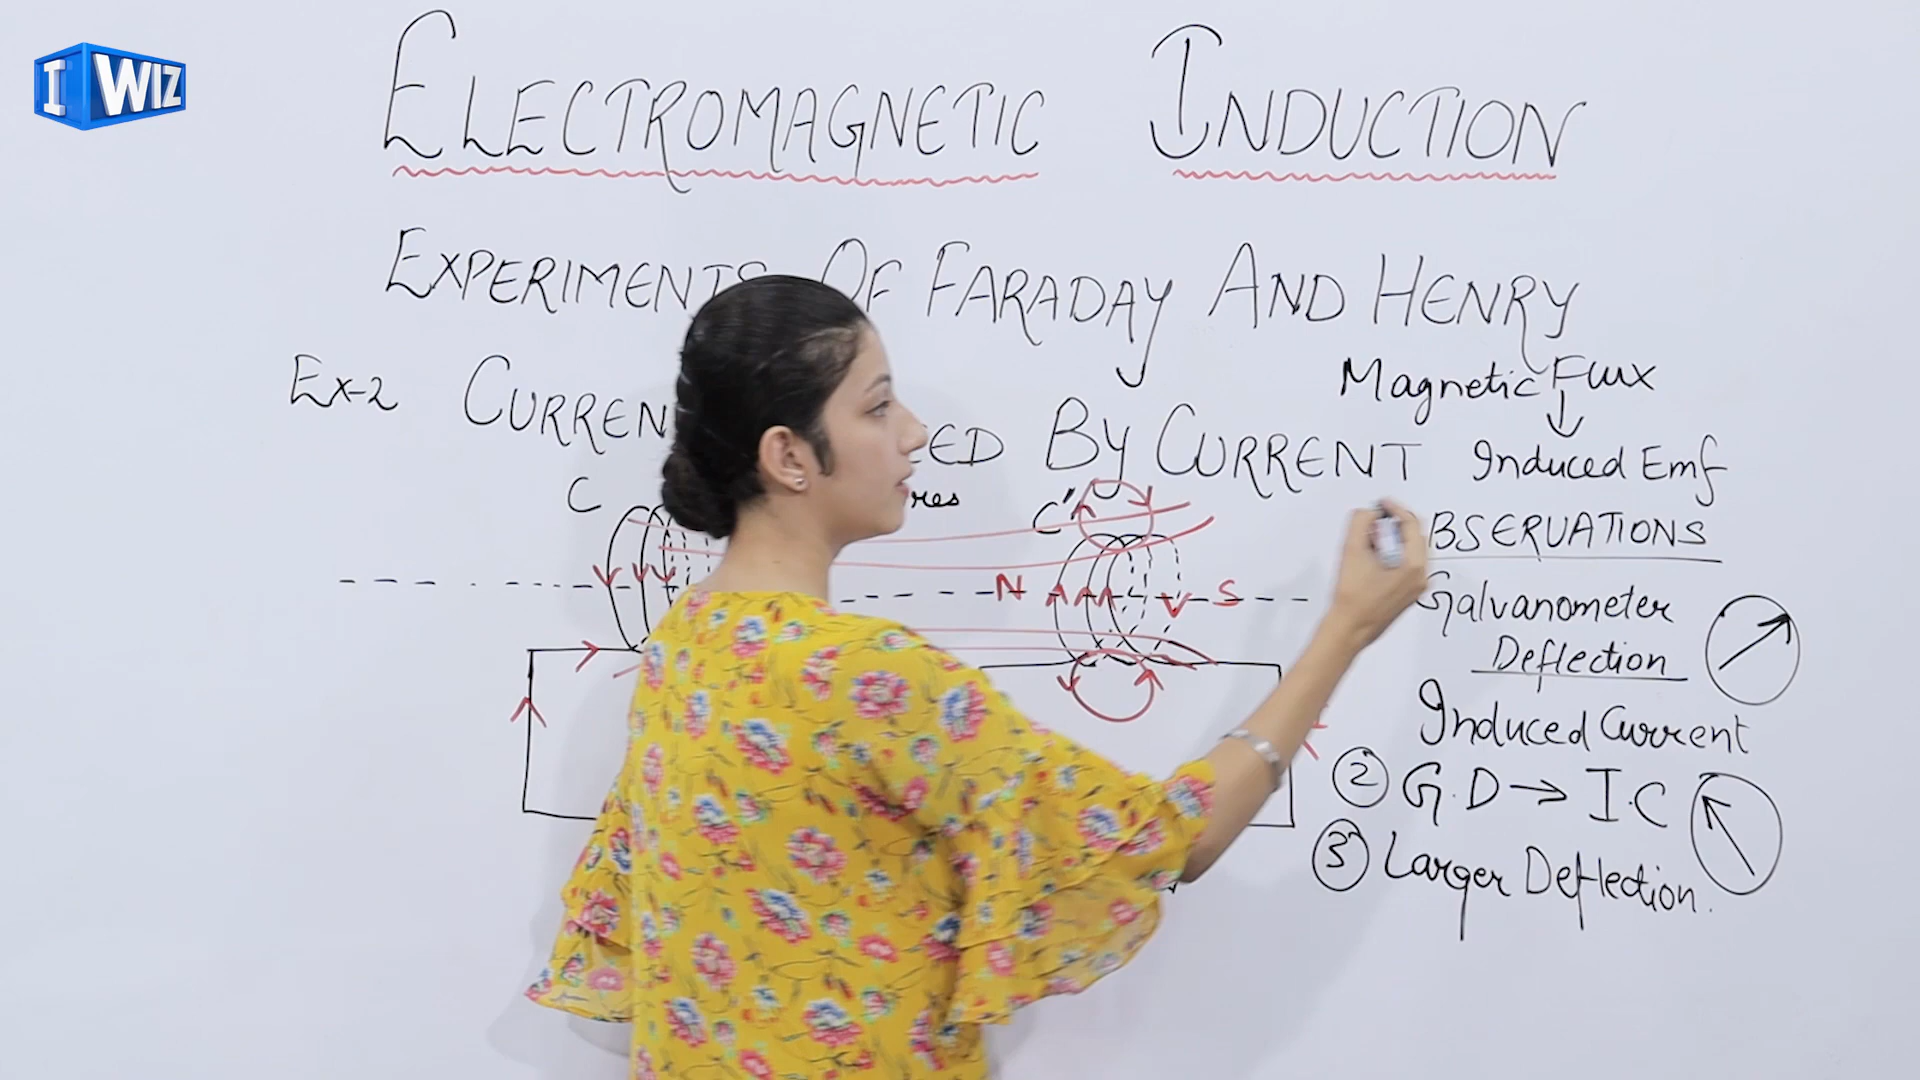 I WIZ
ELECTROMAGNETIC INDUCTION
EXPERIMENTS OF FARADAY AND HENRY
Magnetic Flux
Ex-2 CURREN BY CURRENT
Induced Emf
C
C'
BSERVATIONS
N
S
Galvanometer
Deflection
Induced Current
② G.D → I.C
③ Larger Deflection.